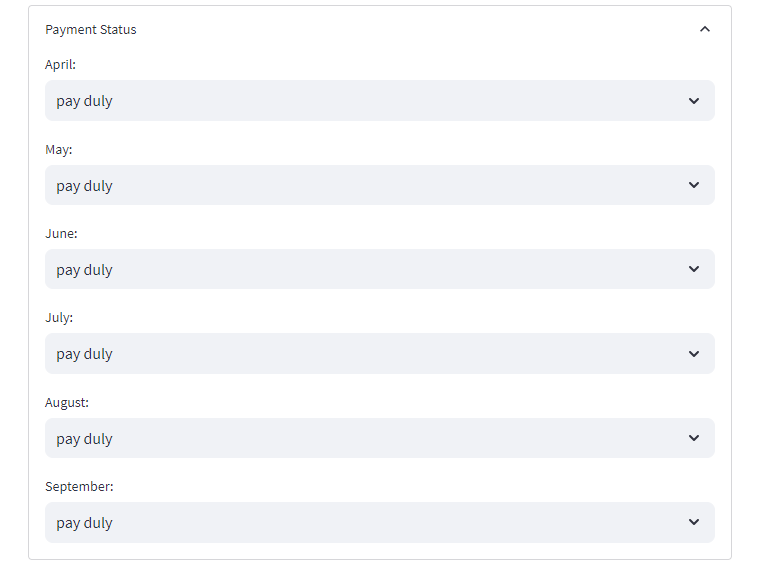 Payment Status
April:
pay duly
May:
pay duly
June:
pay duly
July:
pay duly
August:
pay duly
September:
pay duly